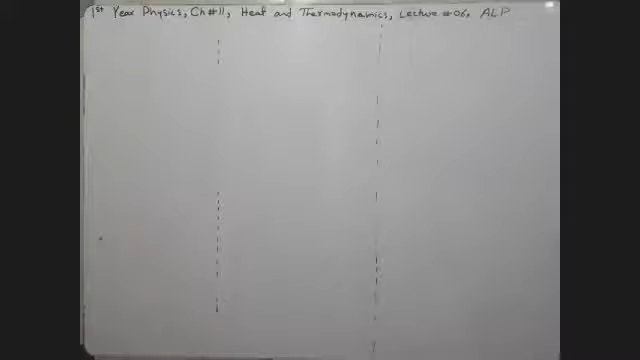 1st Year Physics, Ch#11, Heat and Thermodynamics, Lecture #06, ALP